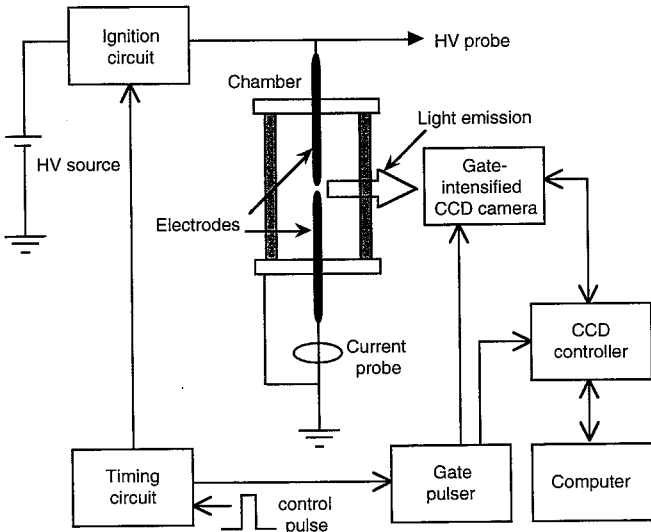 Ignition
circuit
HV probe
Chamber
Light emission
HV source
Gate-
intensified
CCD camera
Electrodes
CCD
controller
Current
probe
Timing
circuit
control
pulse
Gate
pulser
Computer